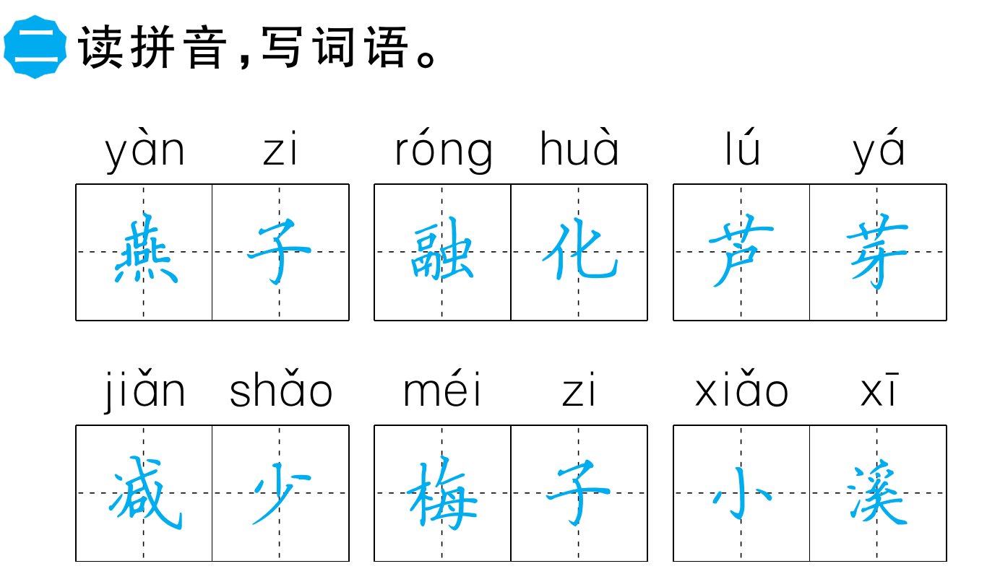 二 读拼音,写词语。
yàn zi róng huà lú yá
燕子 融化 芦芽
jiǎn shǎo méi zi xiǎo xī
减少 梅子 小溪